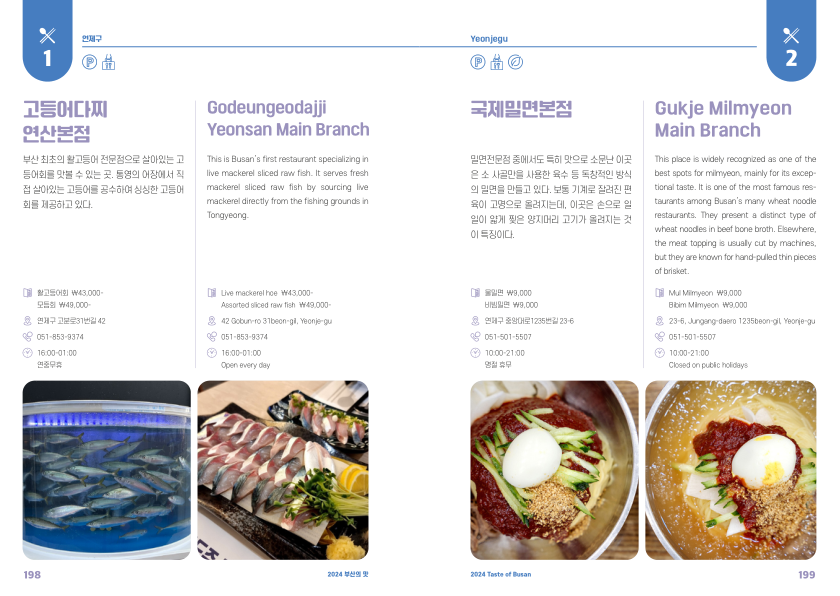 1
연제구
고등어다찌
연산본점
부산 최초의 활고등어 전문점으로 살아있는 고
등어회를 맛볼 수 있는 곳. 통영의 어장에서 직
접 살아있는 고등어를 공수하여 싱싱한 고등어
회를 제공하고 있다.
활고등어회 ₩43,000~
모둠회 ₩49,000~
연제구 고분로31번길 42
051-853-9374
16:00-01:00
연중무휴
Godeungeodajji
Yeonsan Main Branch
This is Busan's first restaurant specializing in
live mackerel sliced raw fish. It serves fresh
mackerel sliced raw fish by sourcing live
mackerel directly from the fishing grounds in
Tongyeong.
Live mackerel hoe ₩43,000~
Assorted sliced raw fish ₩49,000~
42 Gobun-ro 31beon-gil, Yeonje-gu
051-853-9374
16:00-01:00
Open every day
198
2024 부산의 맛
Yeonjegu
2
국제밀면본점
밀면전문점 중에서도 특히 맛으로 소문난 이곳
은 소 사골만을 사용한 육수 등 독창적인 방식
의 밀면을 만들고 있다. 보통 기계로 잘려진 편
육이 고명으로 올려지는데, 이곳은 손으로 일
일이 얇게 찢은 양지머리 고기가 올려지는 것
이 특징이다.
물밀면 ₩9,000
비빔밀면 ₩9,000
연제구 중앙대로1235번길 23-6
051-501-5507
10:00-21:00
명절 휴무
Gukje Milmyeon
Main Branch
This place is widely recognized as one of the
best spots for milmyeon, mainly for its excep-
tional taste. It is one of the most famous res-
taurants among Busan's many wheat noodle
restaurants. They present a distinct type of
wheat noodles in beef bone broth. Elsewhere,
the meat topping is usually cut by machines,
but they are known for hand-pulled thin pieces
of brisket.
Mul Milmyeon ₩9,000
Bibim Milmyeon ₩9,000
23-6, Jungang-daero 1235beon-gil, Yeonje-gu
051-501-5507
10:00-21:00
Closed on public holidays
2024 Taste of Busan
199